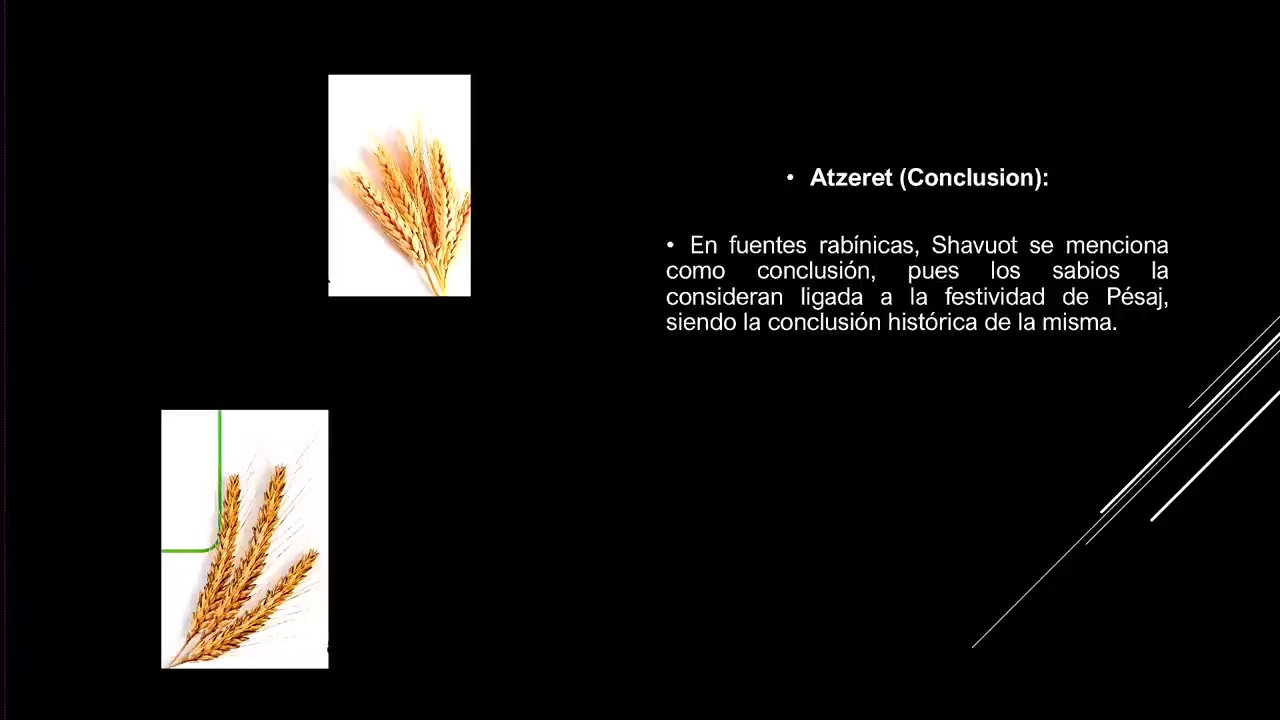 • Atzeret (Conclusion):
• En fuentes rabínicas, Shavuot se menciona
como conclusión, pues los sabios la
consideran ligada a la festividad de Pésaj,
siendo la conclusión histórica de la misma.